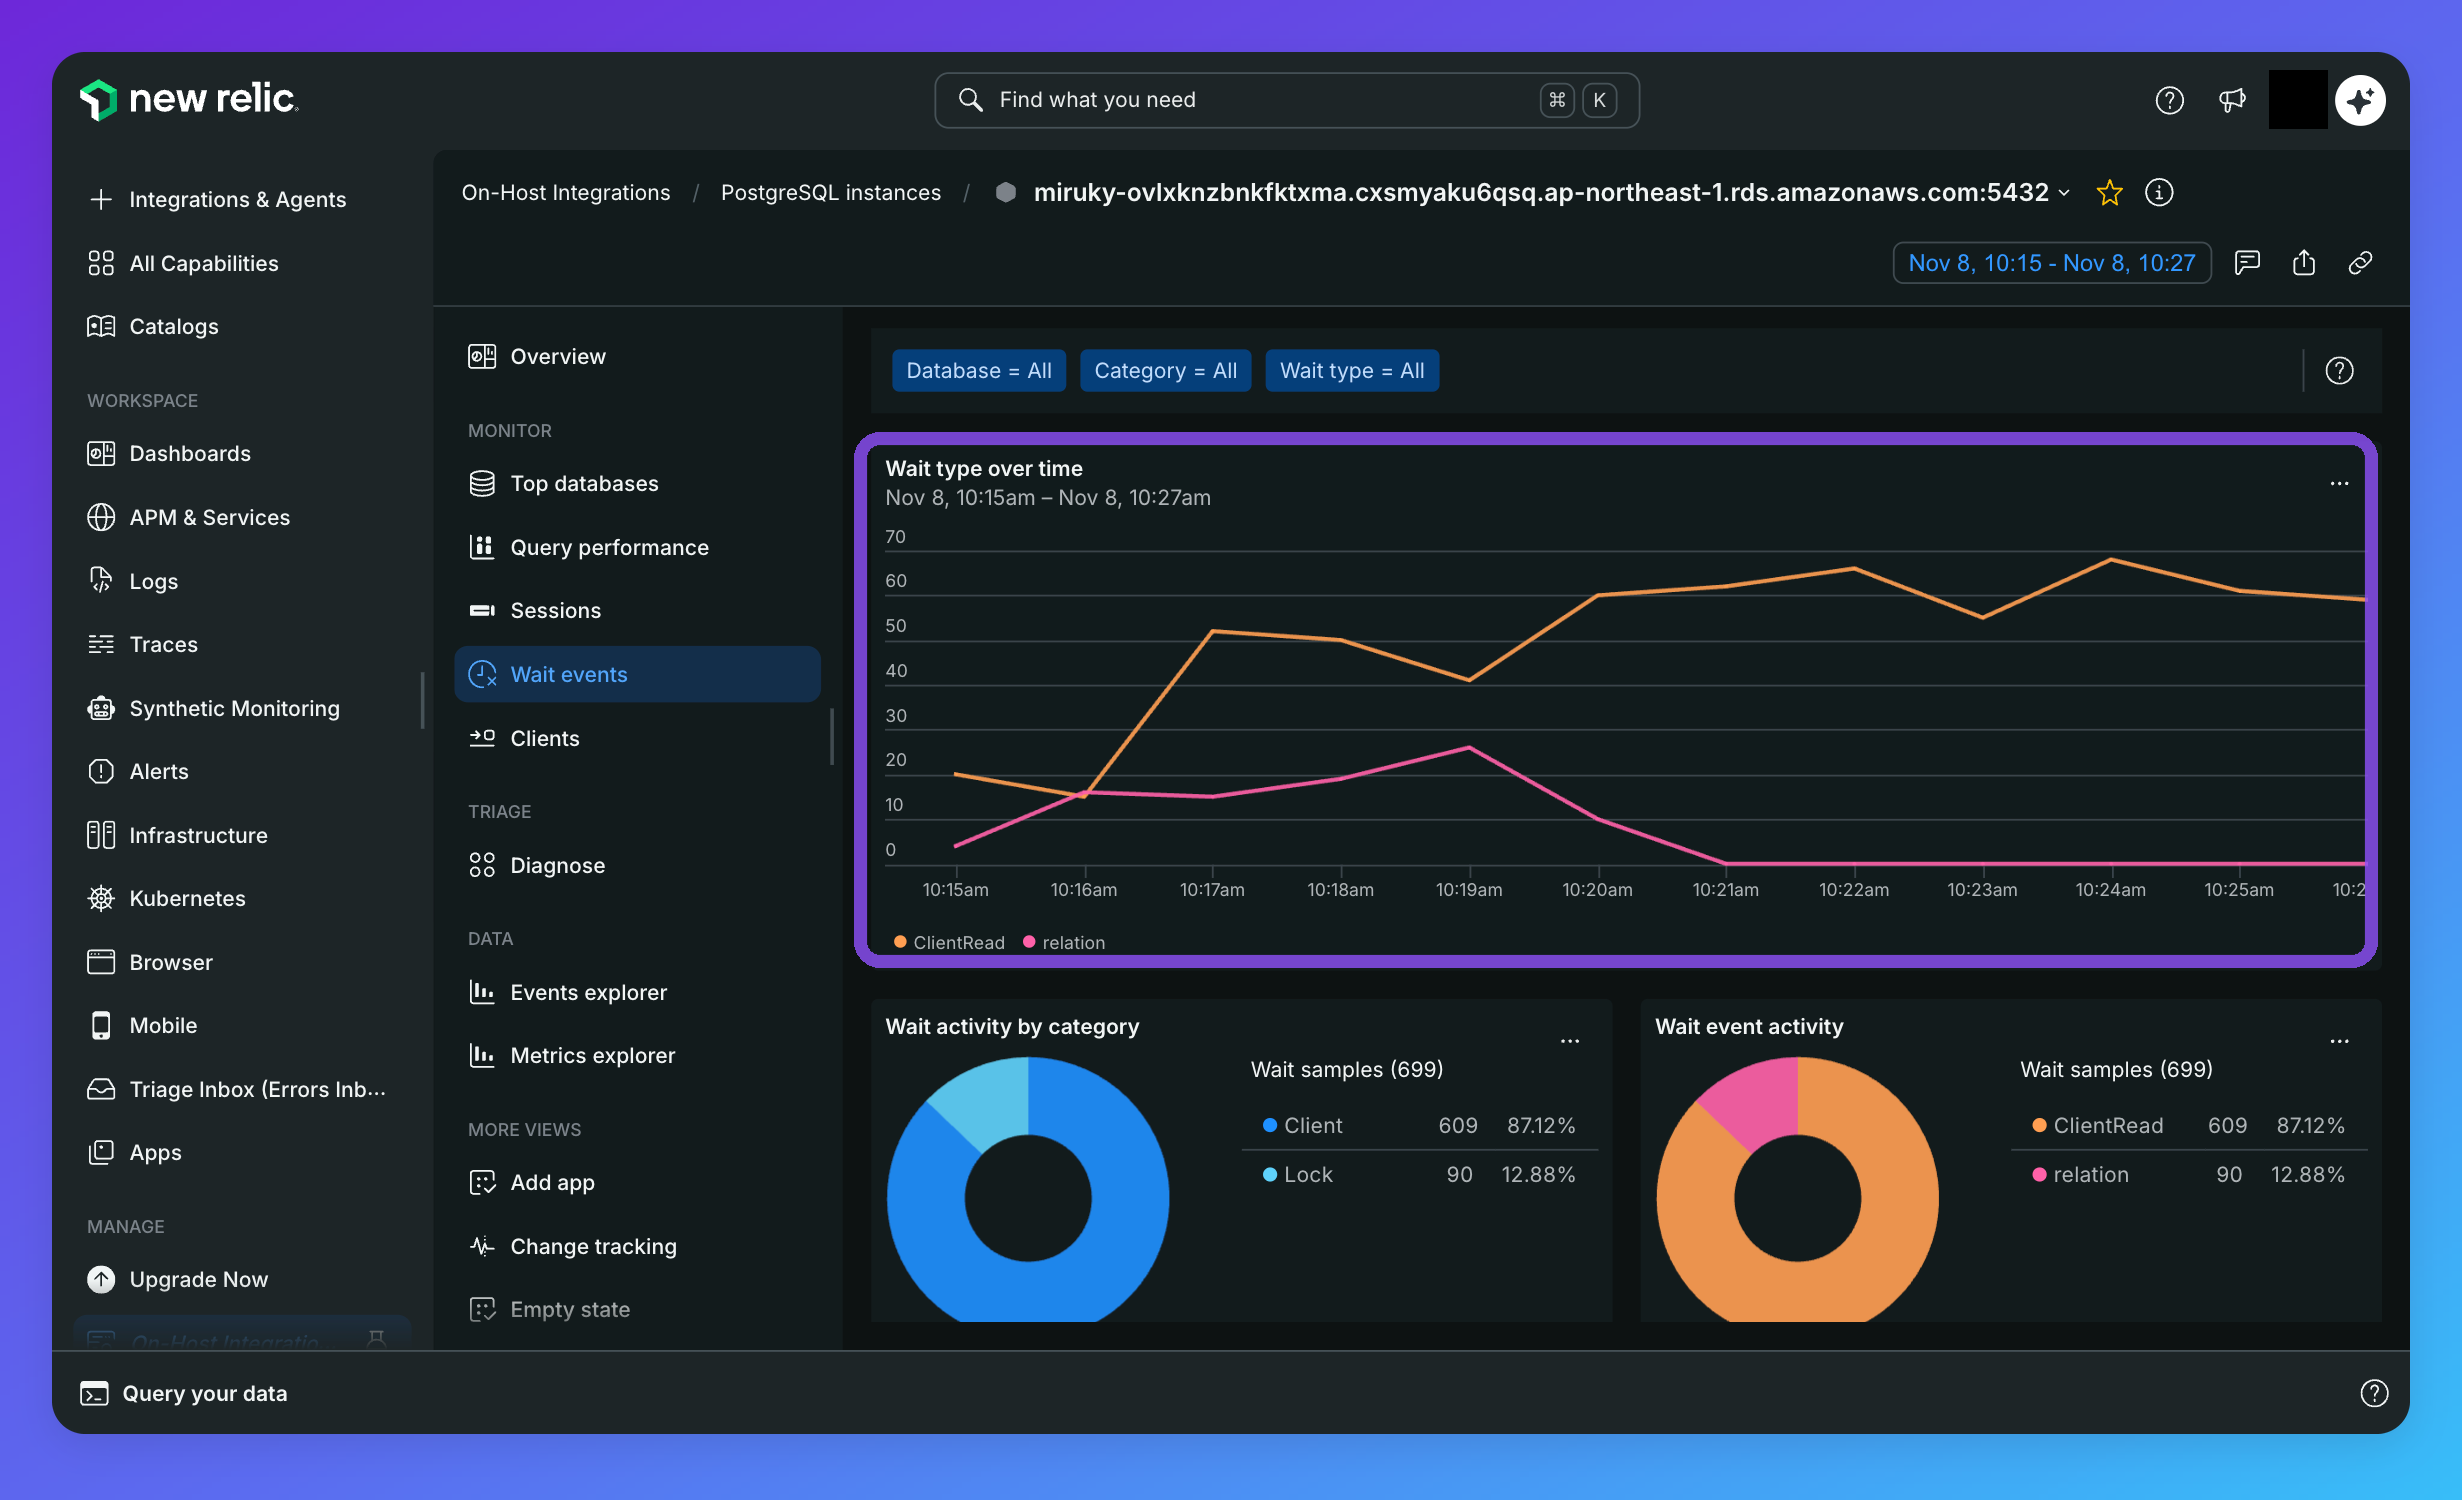 new relic
Find what you need
⌘ K
Integrations & Agents
All Capabilities
Catalogs
WORKSPACE
Dashboards
APM & Services
Logs
Traces
Synthetic Monitoring
Alerts
Infrastructure
Kubernetes
Browser
Mobile
Triage Inbox (Errors Inb...
Apps
MANAGE
Upgrade Now
On-Host Integratio...
On-Host Integrations / PostgreSQL instances / miruky-ovlxknzbnkfktxma.cxsmyaku6qsq.ap-northeast-1.rds.amazonaws.com:5432
Nov 8, 10:15 - Nov 8, 10:27
Overview
MONITOR
Top databases
Query performance
Sessions
Wait events
Clients
TRIAGE
Diagnose
DATA
Events explorer
Metrics explorer
MORE VIEWS
Add app
Change tracking
Empty state
Database = All
Category = All
Wait type = All
Wait type over time
Nov 8, 10:15am – Nov 8, 10:27am
70
60
50
40
30
20
10
0
10:15am 10:16am 10:17am 10:18am 10:19am 10:20am 10:21am 10:22am 10:23am 10:24am 10:25am 10:2
ClientRead relation
Wait activity by category
Wait samples (699)
Client 609 87.12%
Lock 90 12.88%
Wait event activity
Wait samples (699)
ClientRead 609 87.12%
relation 90 12.88%
Query your data